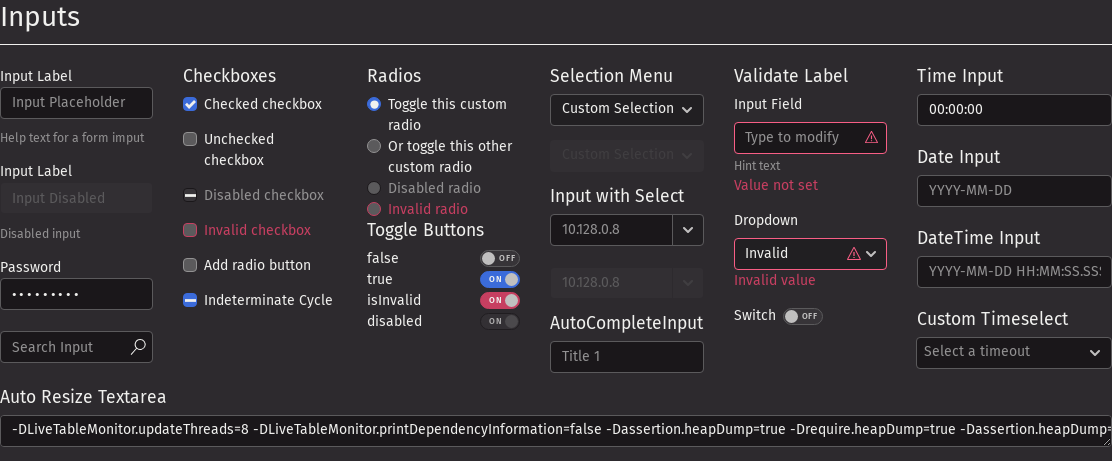 Inputs
Input Label
Input Placeholder
Help text for a form imput
Input Label
Input Disabled
Disabled input
Password
•••••••••
Search Input
Checkboxes
Checked checkbox
Unchecked
checkbox
Disabled checkbox
Invalid checkbox
Add radio button
Indeterminate Cycle
Radios
Toggle this custom
radio
Or toggle this other
custom radio
Disabled radio
Invalid radio
Toggle Buttons
false OFF
true ON
isInvalid ON
disabled ON
Selection Menu
Custom Selection
Custom Selection
Input with Select
10.128.0.8
10.128.0.8
AutoCompleteInput
Title 1
Validate Label
Input Field
Type to modify
Hint text
Value not set
Dropdown
Invalid
Invalid value
Switch OFF
Time Input
00:00:00
Date Input
YYYY-MM-DD
DateTime Input
YYYY-MM-DD HH:MM:SS.SS
Custom Timeselect
Select a timeout
Auto Resize Textarea
-DLiveTableMonitor.updateThreads=8 -DLiveTableMonitor.printDependencyInformation=false -Dassertion.heapDump=true -Drequire.heapDump=true -Dassertion.heapDump=